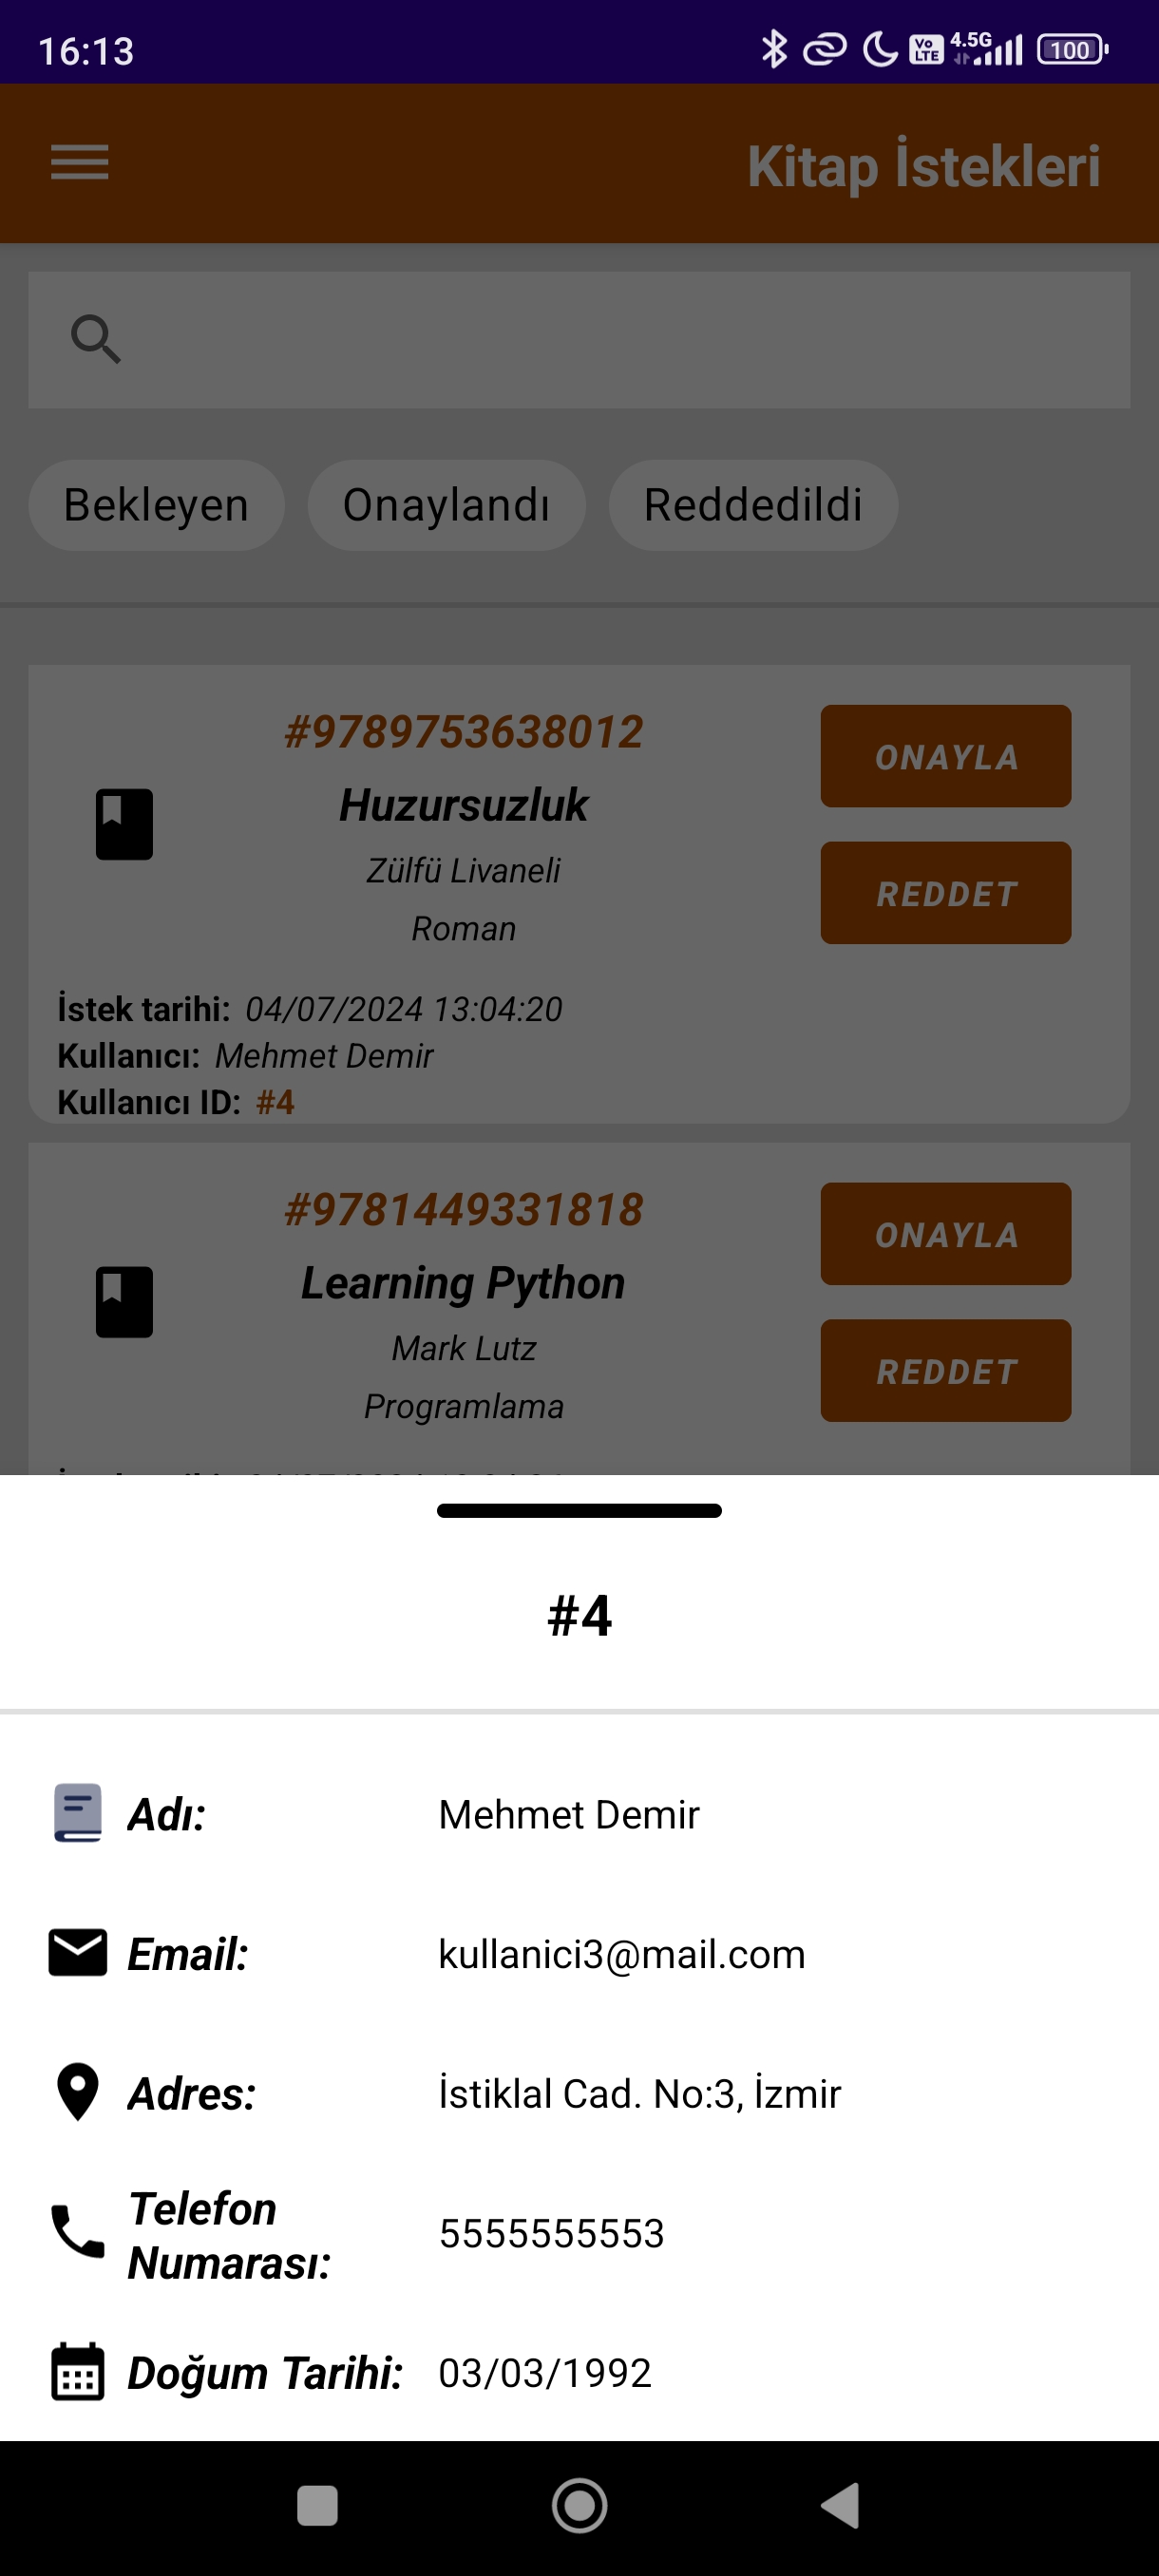 16:13
Vo LTE 4.5G 100
Kitap İstekleri
Bekleyen Onaylandı Reddedildi
#9789753638012
ONAYLA
Huzursuzluk
Zülfü Livaneli
REDDET
Roman
İstek tarihi: 04/07/2024 13:04:20
Kullanıcı: Mehmet Demir
Kullanıcı ID: #4
#9781449331818
ONAYLA
Learning Python
Mark Lutz
REDDET
Programlama
#4
Adı: Mehmet Demir
Email: kullanici3@mail.com
Adres: İstiklal Cad. No:3, İzmir
Telefon
Numarası: 5555555553
Doğum Tarihi: 03/03/1992